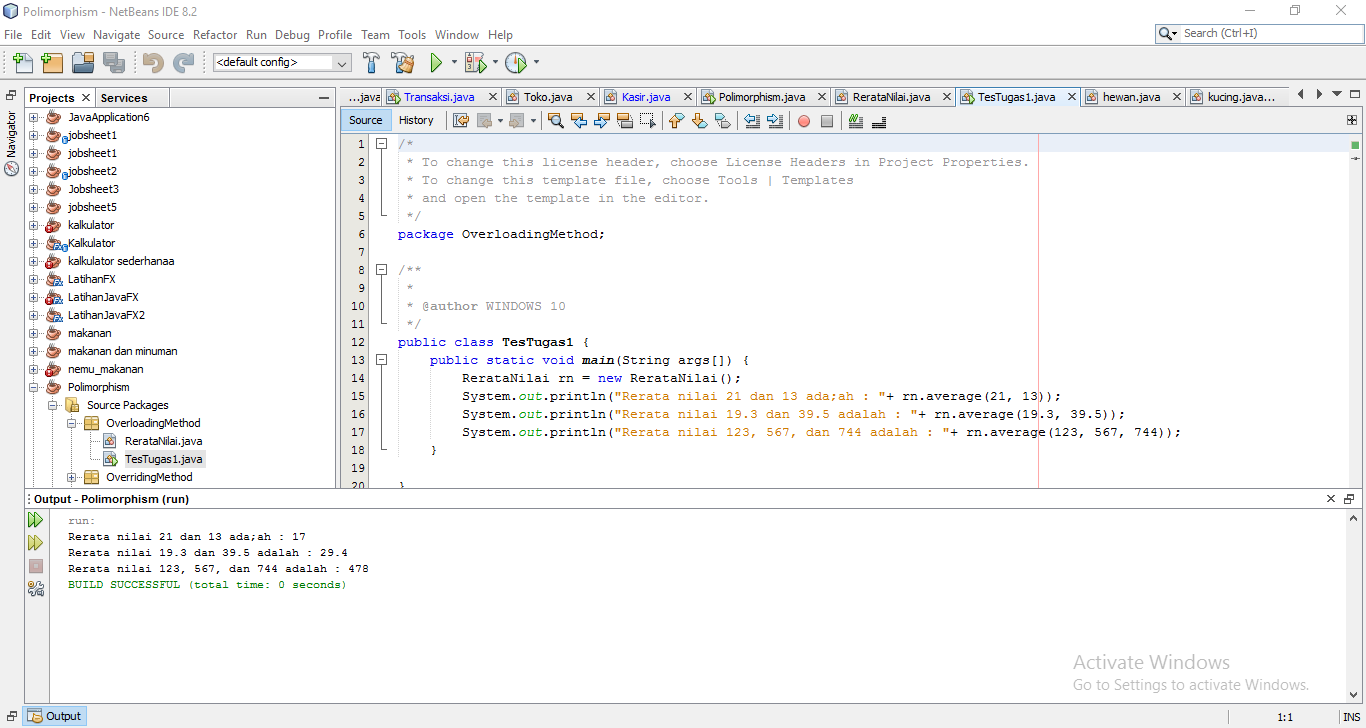 Polimorphism - NetBeans IDE 8.2
File Edit View Navigate Source Refactor Run Debug Profile Team Tools Window Help
Search (Ctrl+I)
<default config>
Projects
Services
Navigator
JavaApplication6
jobsheet1
jobsheet1
jobsheet2
Jobsheet3
jobsheet5
kalkulator
Kalkulator
kalkulator sederhanaa
LatihanFX
LatihanJavaFX
LatihanJavaFX2
makanan
makanan dan minuman
nemu_makanan
Polimorphism
Source Packages
OverloadingMethod
RerataNilai.java
TesTugas1.java
OverridingMethod
...java Transaksi.java Toko.java Kasir.java Polimorphism.java RerataNilai.java TesTugas1.java hewan.java kucing.java...
Source History
1 /*
2 * To change this license header, choose License Headers in Project Properties.
3 * To change this template file, choose Tools | Templates
4 * and open the template in the editor.
5 */
6 package OverloadingMethod;
7
8 /**
9 *
10 * @author WINDOWS 10
11 */
12 public class TesTugas1 {
13 public static void main(String args[]) {
14 RerataNilai rn = new RerataNilai();
15 System.out.println("Rerata nilai 21 dan 13 ada;ah : "+ rn.average(21, 13));
16 System.out.println("Rerata nilai 19.3 dan 39.5 adalah : "+ rn.average(19.3, 39.5));
17 System.out.println("Rerata nilai 123, 567, dan 744 adalah : "+ rn.average(123, 567, 744));
18 }
19
20 }
Output - Polimorphism (run)
run:
Rerata nilai 21 dan 13 ada;ah : 17
Rerata nilai 19.3 dan 39.5 adalah : 29.4
Rerata nilai 123, 567, dan 744 adalah : 478
BUILD SUCCESSFUL (total time: 0 seconds)
Activate Windows
Go to Settings to activate Windows.
Output
1:1
INS